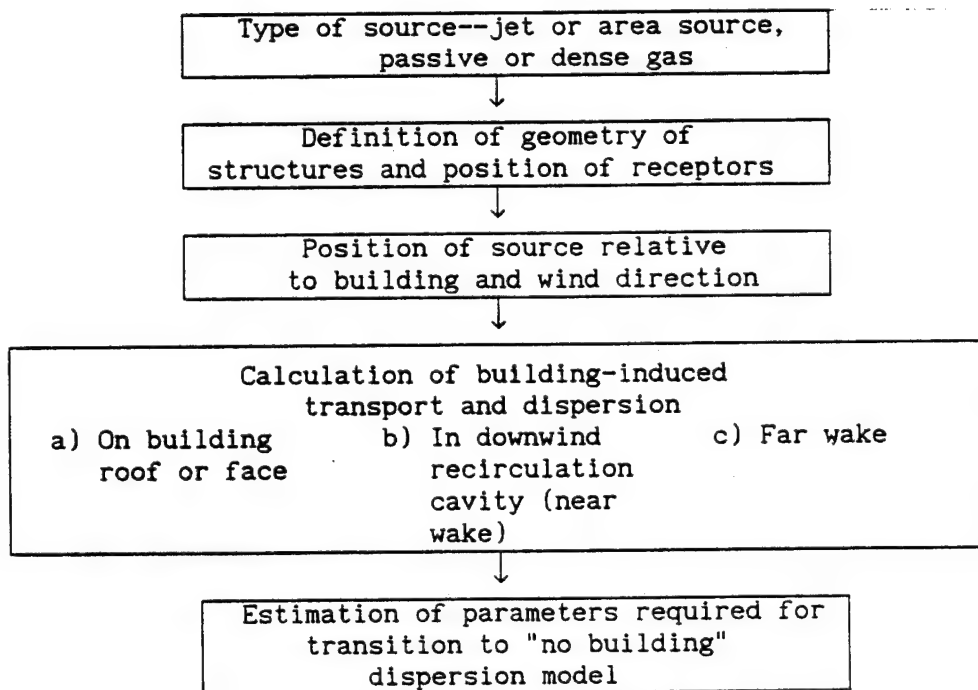 Type of source--jet or area source,
passive or dense gas
Definition of geometry of
structures and position of receptors
Position of source relative
to building and wind direction
Calculation of building-induced
transport and dispersion
a) On building
roof or face
b) In downwind
recirculation
cavity (near
wake)
c) Far wake
Estimation of parameters required for
transition to "no building"
dispersion model